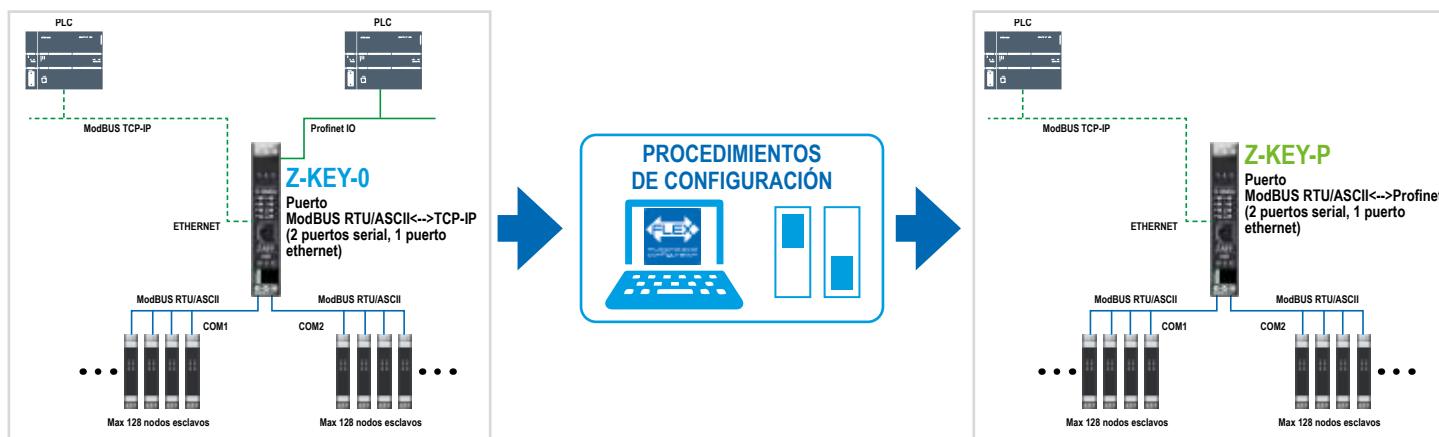 PLC
PLC
ModBUS TCP-IP
Profinet IO
Z-KEY-0
Puerto
ModBUS RTU/ASCII<-->TCP-IP
(2 puertos serial, 1 puerto
ethernet)
ETHERNET
ModBUS RTU/ASCII
ModBUS RTU/ASCII
COM1
COM2
Max 128 nodos esclavos
Max 128 nodos esclavos
PROCEDIMIENTOS
DE CONFIGURACIÓN
FLEX
PLC
ModBUS TCP-IP
Z-KEY-P
Puerto
ModBUS RTU/ASCII<-->Profinet
(2 puertos serial, 1 puerto
ethernet)
ETHERNET
ModBUS RTU/ASCII
ModBUS RTU/ASCII
COM1
COM2
Max 128 nodos esclavos
Max 128 nodos esclavos